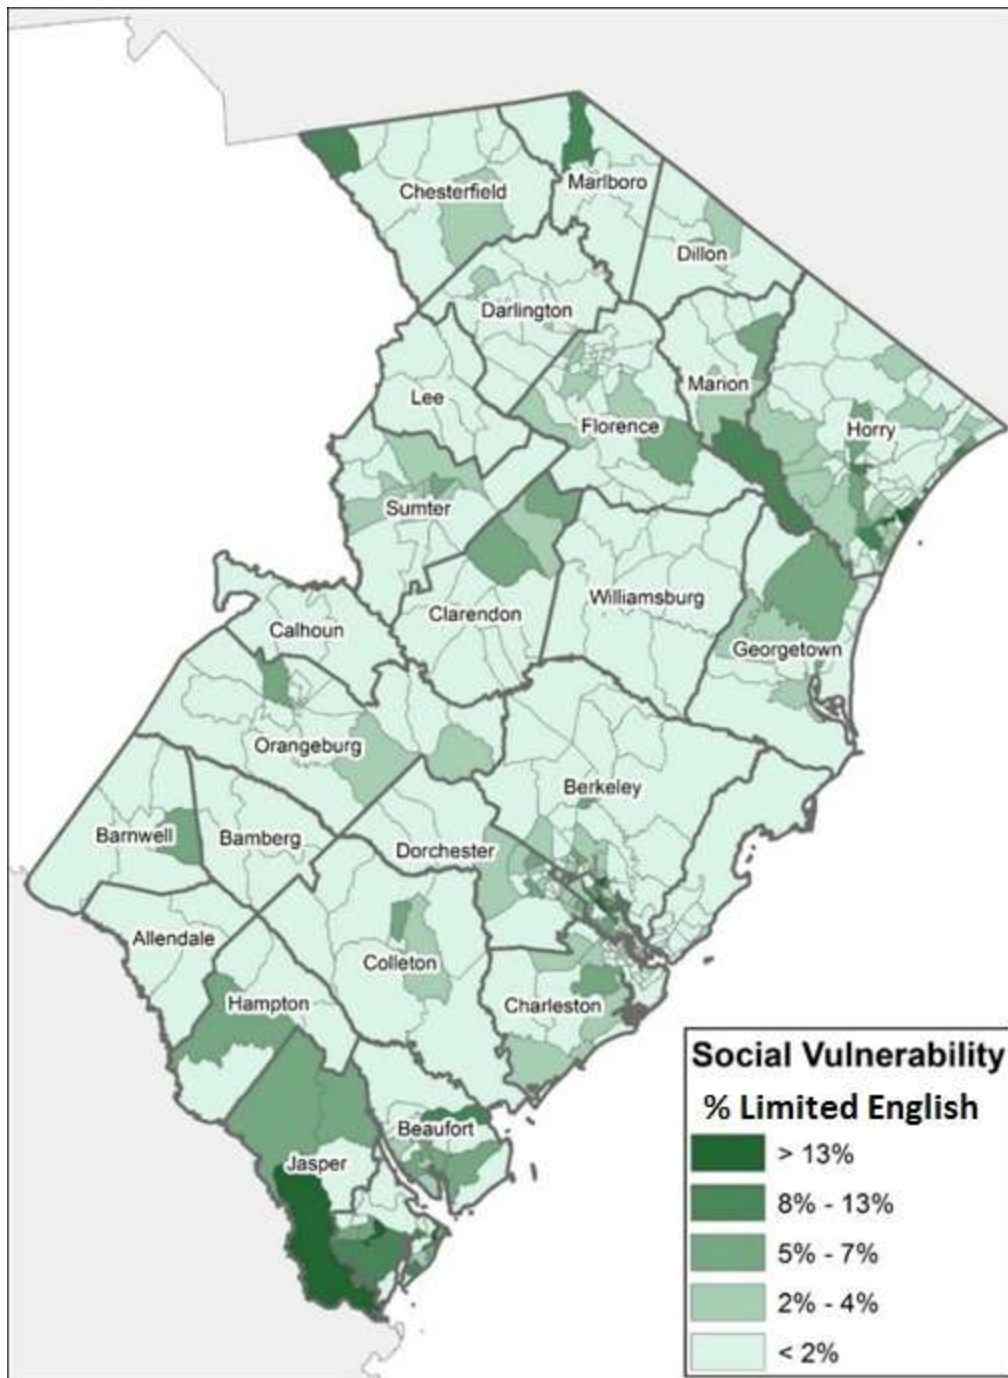 Chesterfield
Marlboro
Dillon
Darlington
Marion
Lee
Florence
Horry
Sumter
Clarendon
Williamsburg
Calhoun
Georgetown
Orangeburg
Berkeley
Barnwell
Bamberg
Dorchester
Allendale
Colleton
Hampton
Charleston
Beaufort
Jasper
Social Vulnerability
% Limited English
> 13%
8% - 13%
5% - 7%
2% - 4%
< 2%